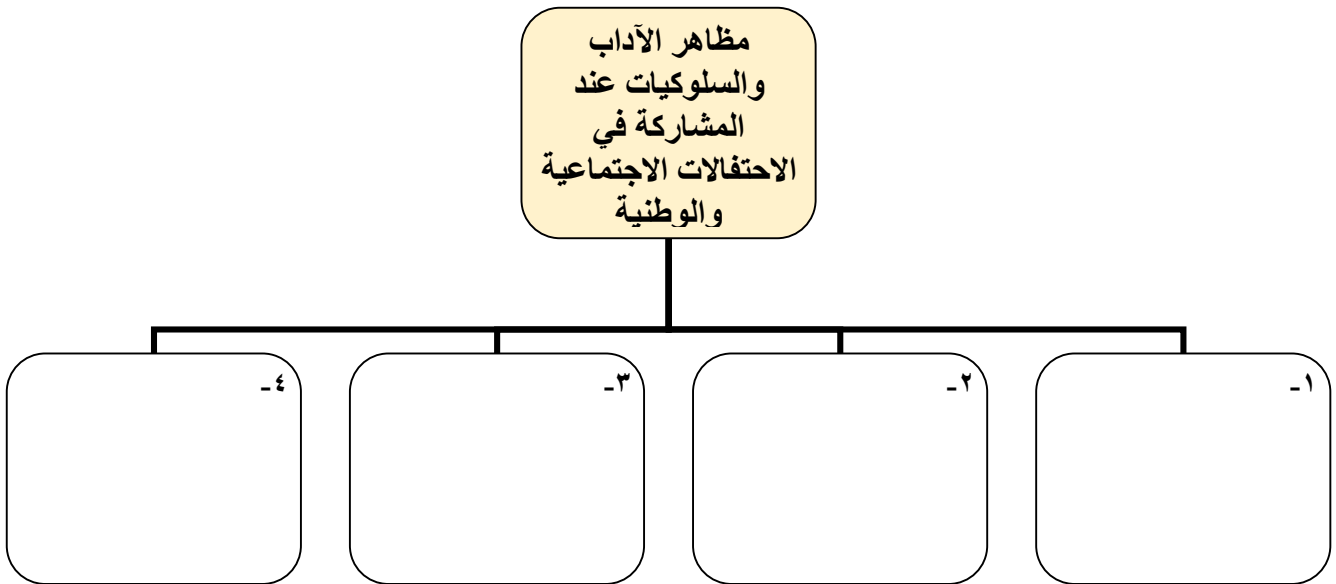 مظاهر الآداب
والسلوكيات عند
المشاركة في
الاحتفالات الاجتماعية
والوطنية
١-
٢-
٣-
٤-